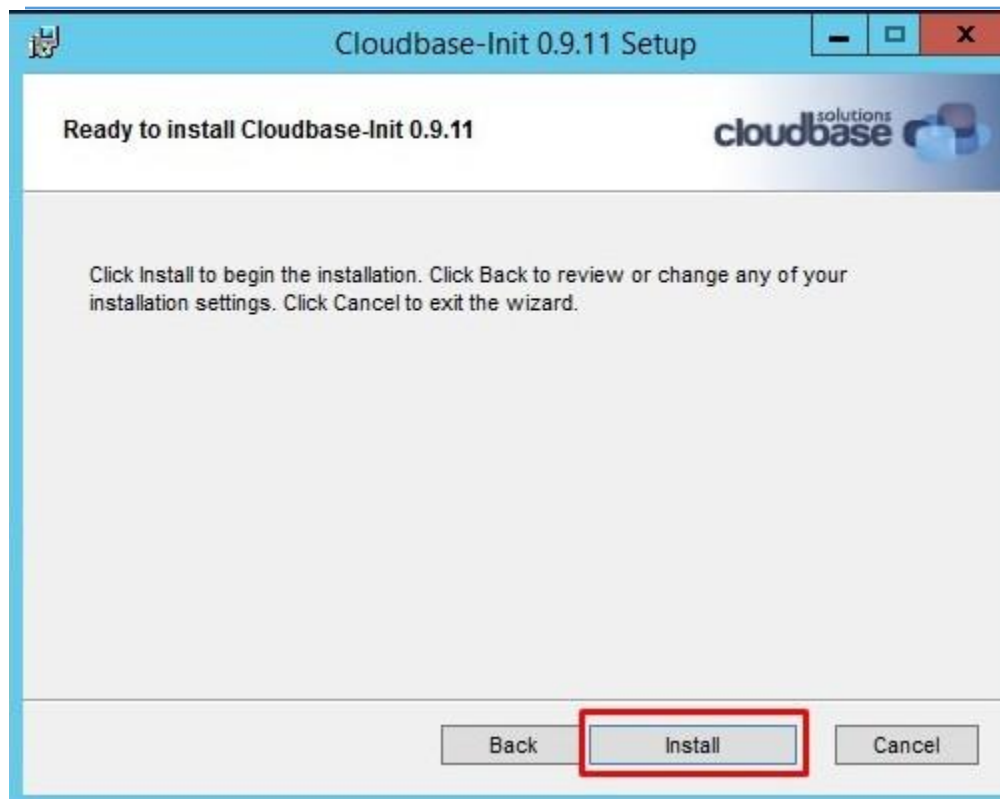 Cloudbase-Init 0.9.11 Setup
Ready to install Cloudbase-Init 0.9.11
cloudbase solutions
Click Install to begin the installation. Click Back to review or change any of your
installation settings. Click Cancel to exit the wizard.
Back
Install
Cancel